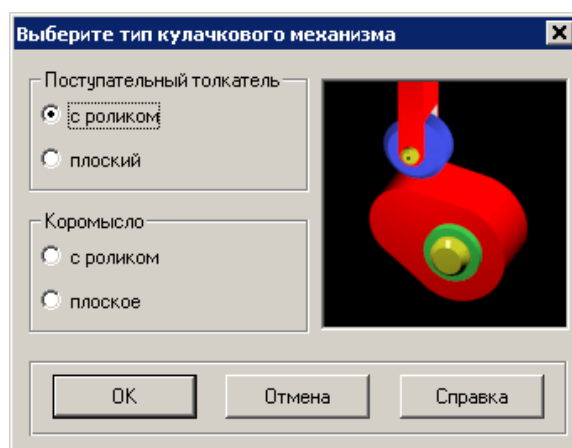 Выберите тип кулачкового механизма
Поступательный толкатель
с роликом
плоский
Коромысло
с роликом
плоское
OK
Отмена
Справка